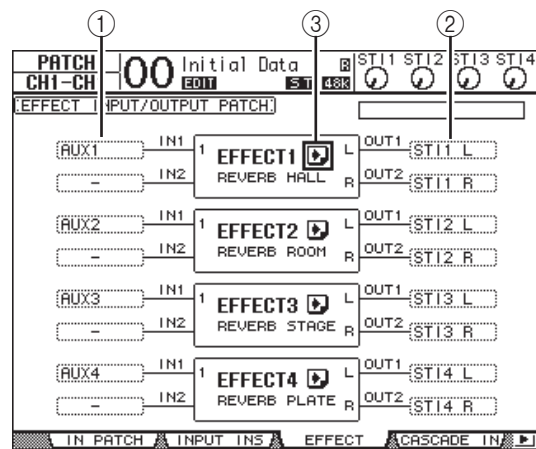 ① ③ ②
PATCH 00 Initial Data R STI1 STI2 STI3 STI4
CH1-CH EDIT ST 48K
EFFECT INPUT/OUTPUT PATCH
AUX1 IN1 1 EFFECT1 L OUT1 STI1 L
- IN2 REVERB HALL R OUT2 STI1 R
AUX2 IN1 1 EFFECT2 L OUT1 STI2 L
- IN2 REVERB ROOM R OUT2 STI2 R
AUX3 IN1 1 EFFECT3 L OUT1 STI3 L
- IN2 REVERB STAGE R OUT2 STI3 R
AUX4 IN1 1 EFFECT4 L OUT1 STI4 L
- IN2 REVERB PLATE R OUT2 STI4 R
IN PATCH INPUT INS EFFECT CASCADE IN